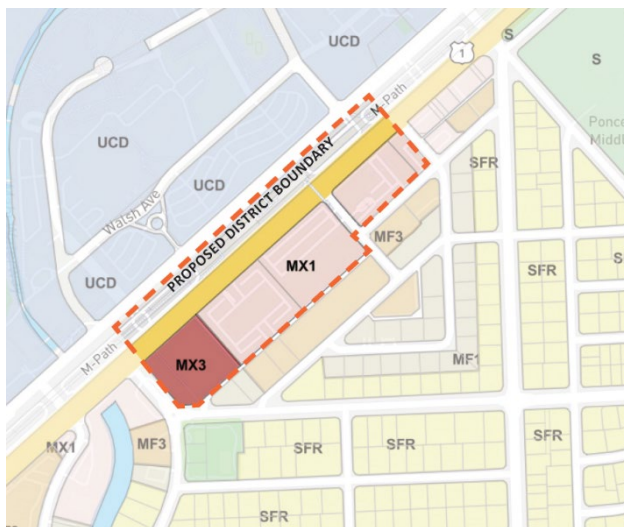 UCD
S
1
S
M-Path
UCD
Ponce
Middl
PROPOSED DISTRICT BOUNDARY
SFR
UCD
Walsh Ave
MF3
MX1
SFR
S
UCD
M-Path
MF1
MX3
MX1
MF3
SFR
SFR
SFR
SFR